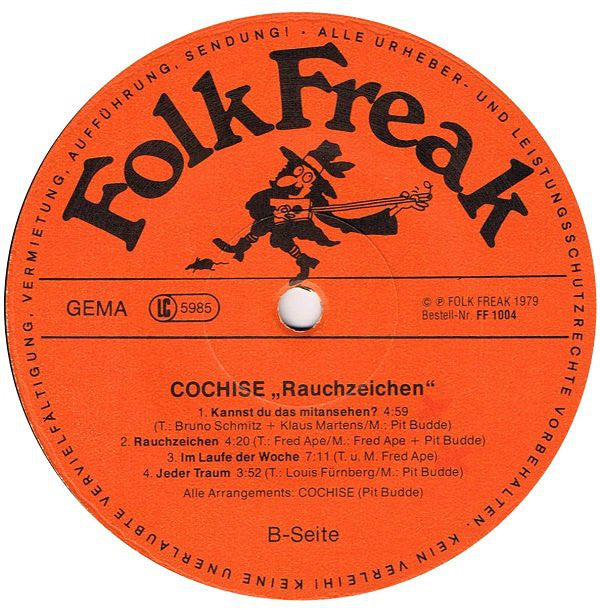 · ALLE URHEBER- UND LEISTUNGSSCHUTZRECHTE VORBEHALTEN. KEIN VERLEIH! KEINE UNERLAUBTE VERVIELFÄLTIGUNG, VERMIETUNG, AUFFÜHRUNG, SENDUNG!
FolkFreak
GEMA
LC 5985
© ℗ FOLK FREAK 1979
Bestell-Nr. FF 1004
COCHISE „Rauchzeichen“
1. Kannst du das mitansehen? 4:59
(T.: Bruno Schmitz + Klaus Martens/M.: Pit Budde)
2. Rauchzeichen 4:20 (T.: Fred Ape/M.: Fred Ape + Pit Budde)
3. Im Laufe der Woche 7:11 (T. u. M. Fred Ape)
4. Jeder Traum 3:52 (T.: Louis Fürnberg/M.: Pit Budde)
Alle Arrangements: COCHISE (Pit Budde)
B-Seite